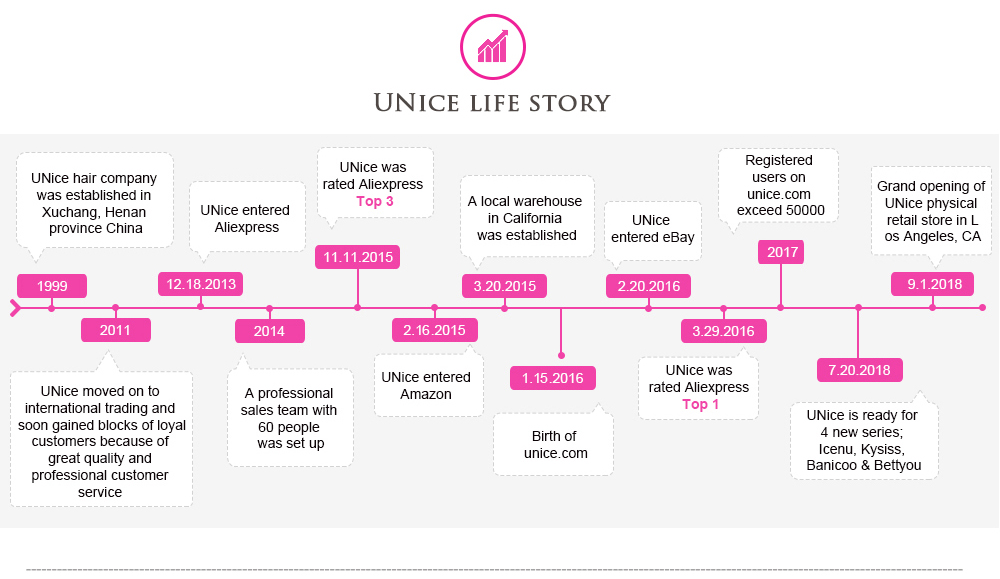 UNICE LIFE STORY
UNice hair company
was established in
Xuchang, Henan
province China
1999
2011
UNice moved on to
international trading and
soon gained blocks of loyal
customers because of
great quality and
professional customer
service
UNice entered
Aliexpress
12.18.2013
2014
A professional
sales team with
60 people
was set up
UNice was
rated Aliexpress
Top 3
11.11.2015
2.16.2015
UNice entered
Amazon
A local warehouse
in California
was established
3.20.2015
1.15.2016
Birth of
unice.com
UNice
entered eBay
2.20.2016
3.29.2016
UNice was
rated Aliexpress
Top 1
Registered
users on
unice.com
exceed 50000
2017
7.20.2018
UNice is ready for
4 new series;
Icenu, Kysiss,
Banicoo & Bettyou
Grand opening of
UNice physical
retail store in L
os Angeles, CA
9.1.2018